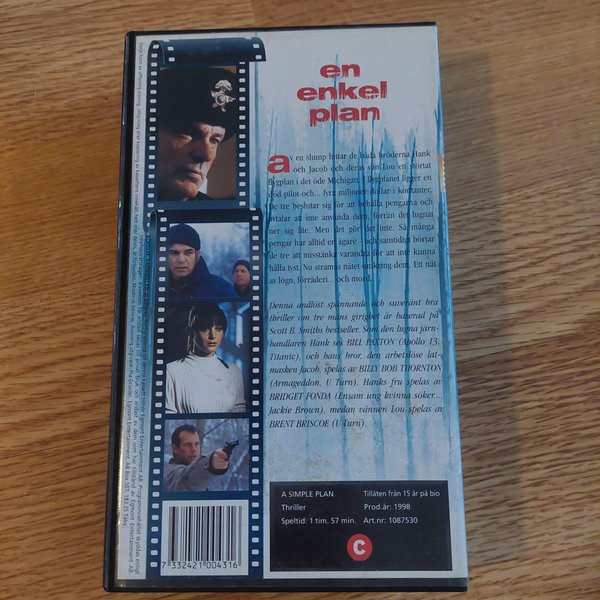 en
enkel
plan
av en slump hittar de båda bröderna Hank
och Jacob och deras vän Lou ett störtat
flygplan i det öde Michigan. I flygplanet ligger en
död pilot och... fyra miljoner dollar i kontanter.
De tre beslutar sig för att behålla pengarna och
avtalar att inte använda dem, förrän det lugnat
ner sig lite. Men det gör det inte. Så många
pengar har alltid en ägare - och samtidigt börjar
de tre att misstänka varandra för att inte kunna
hålla tyst. Nu stramas nätet omkring dem. Ett nät
av lögn, förräderi... och mord.
Denna andlöst spännande och suveränt bra
thriller om tre mäns girighet är baserad på
Scott B. Smiths bestseller. Som den lugna järn-
handlaren Hank ses BILL PAXTON (Apollo 13,
Titanic), och hans bror, den arbetslöse lat-
masken Jacob, spelas av BILLY BOB THORNTON
(Armageddon, U Turn). Hanks fru spelas av
BRIDGET FONDA (Ensam ung kvinna söker...,
Jackie Brown), medan vännen Lou spelas av
BRENT BRISCOE (U Turn).
A SIMPLE PLAN Tillåten från 15 år på bio
Thriller Prod.år: 1998
Speltid: 1 tim. 57 min. Art.nr: 1087530
C
7 332421 004316